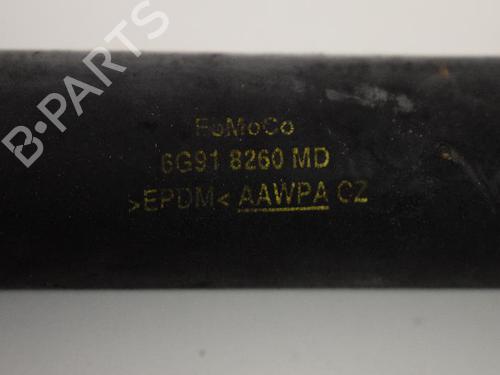 FoMoCo
6G91 8260 MD
>EPDM< AAWPA CZ
B-PARTS